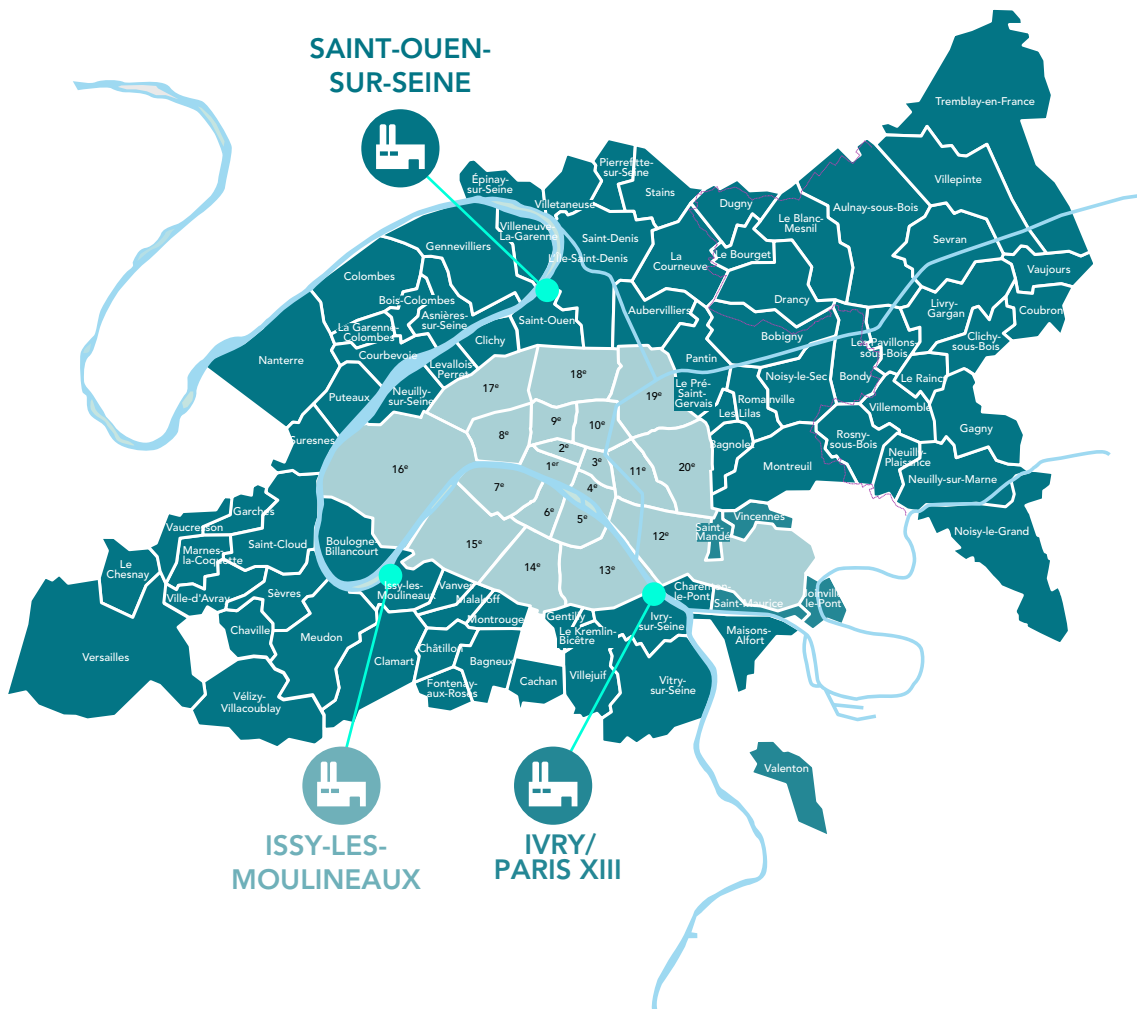 SAINT-OUEN-
SUR-SEINE
Tremblay-en-France
Pierrefitte-
sur-Seine
Épinay-
sur-Seine
Villetaneuse
Stains
Villepinte
Dugny
Aulnay-sous-Bois
Le Blanc-
Mesnil
Villeneuve-
La-Garenne
Saint-Denis
Sevran
Gennevilliers
L'Ile-Saint-Denis
La
Courneuve
Le Bourget
Vaujours
Colombes
Bois-Colombes
Asnières-
sur-Seine
Drancy
Livry-
Gargan
Coubron
La Garenne-
Colombes
Saint-Ouen
Aubervilliers
Bobigny
Clichy-
sous-Bois
Les Pavillons-
sous-Bois
Clichy
Courbevoie
Nanterre
Levallois-
Perret
Pantin
Bondy
Le Raincy
Noisy-le-Sec
Puteaux
Neuilly-
sur-Seine
17e
18e
19e
Le Pré-
Saint-
Gervais
Romainville
Les Lilas
Villemomble
Gagny
Suresnes
8e
9e
10e
2e
3e
1er
11e
20e
Bagnolet
Montreuil
Rosny-
sous-Bois
Neuilly-
Plaisance
Neuilly-sur-Marne
16e
7e
4e
6e
5e
Garches
Vaucresson
Saint-Cloud
Marnes-
la-Coquette
Boulogne-
Billancourt
15e
14e
13e
12e
Saint-
Mandé
Vincennes
Noisy-le-Grand
Le
Chesnay
Ville-d'Avray
Sèvres
Issy-les-
Moulineaux
Vanves
Malakoff
Montrouge
Gentilly
Le Kremlin-
Bicêtre
Ivry-
sur-Seine
Charenton-
le-Pont
Saint-Maurice
Joinville-
le-Pont
Maisons-
Alfort
Chaville
Meudon
Versailles
Clamart
Châtillon
Bagneux
Fontenay-
aux-Roses
Cachan
Villejuif
Vitry-
sur-Seine
Vélizy-
Villacoublay
Valenton
ISSY-LES-
MOULINEAUX
IVRY/
PARIS XIII